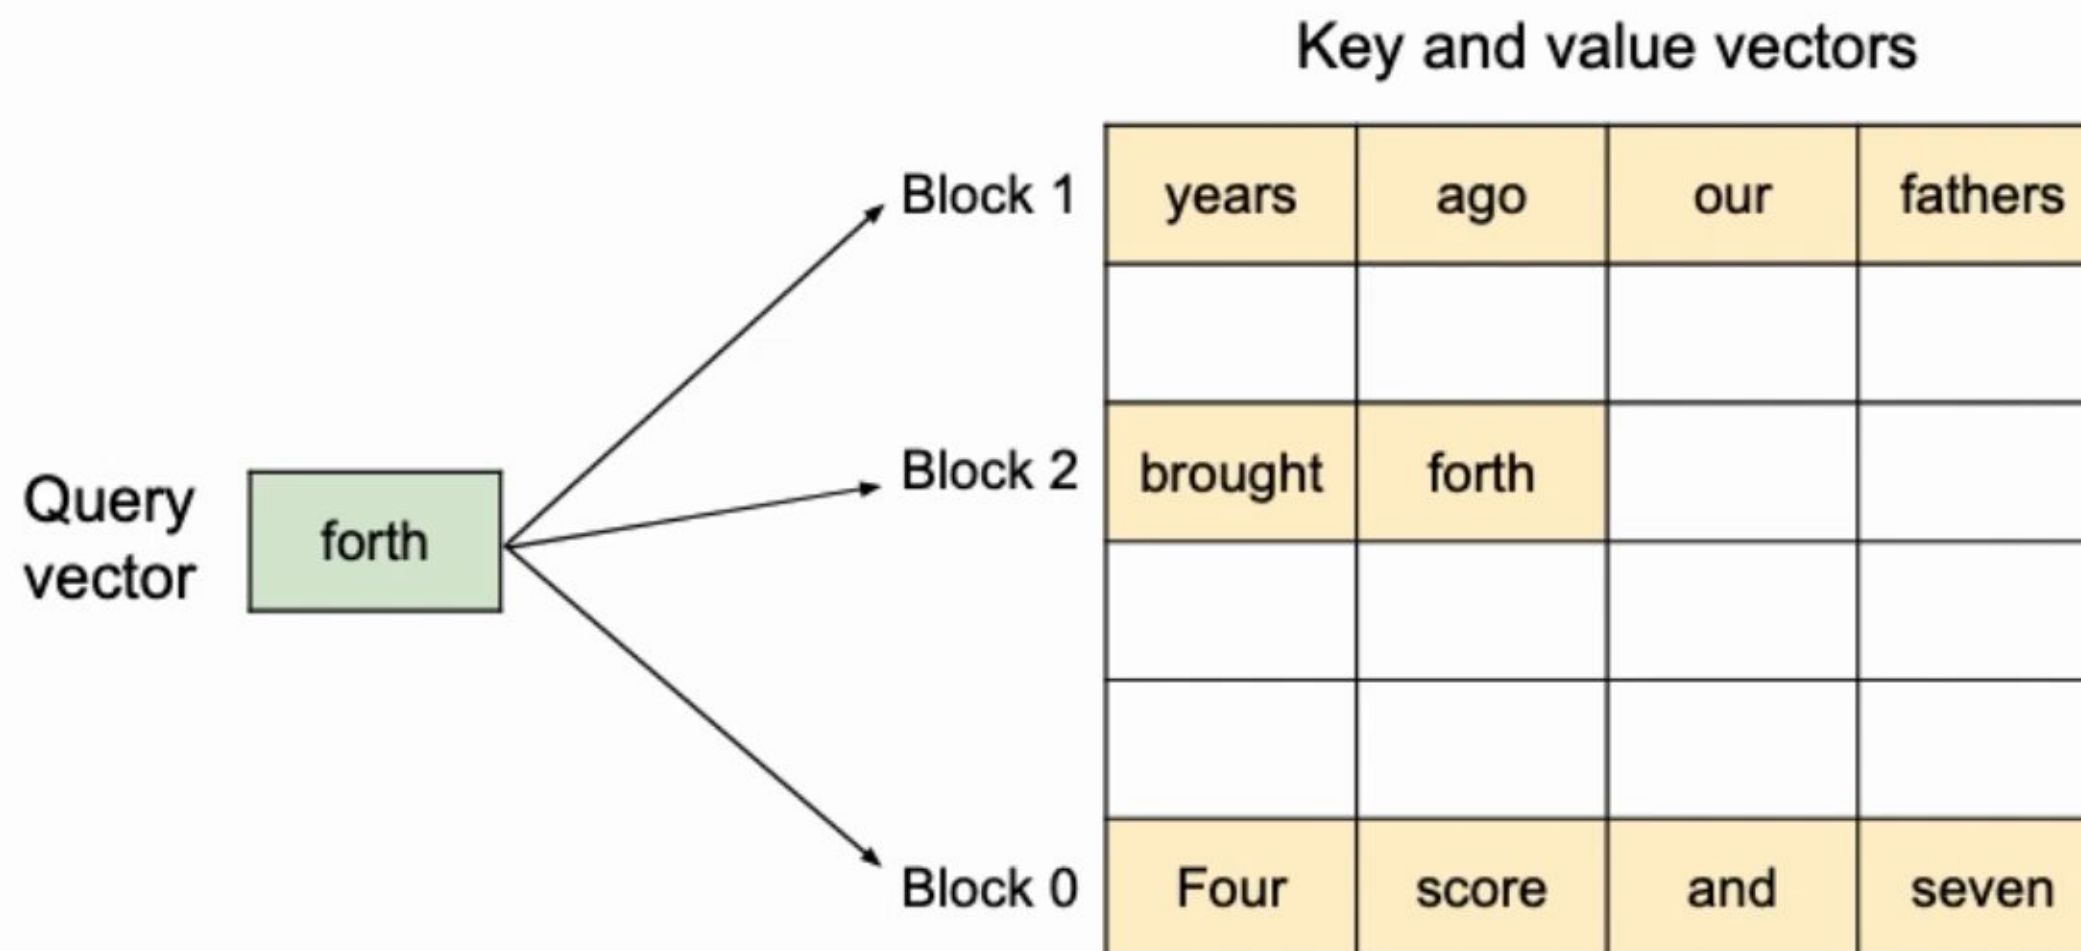 Key and value vectors
Block 1 years ago our fathers
Query vector
forth
Block 2 brought forth
Block 0 Four score and seven